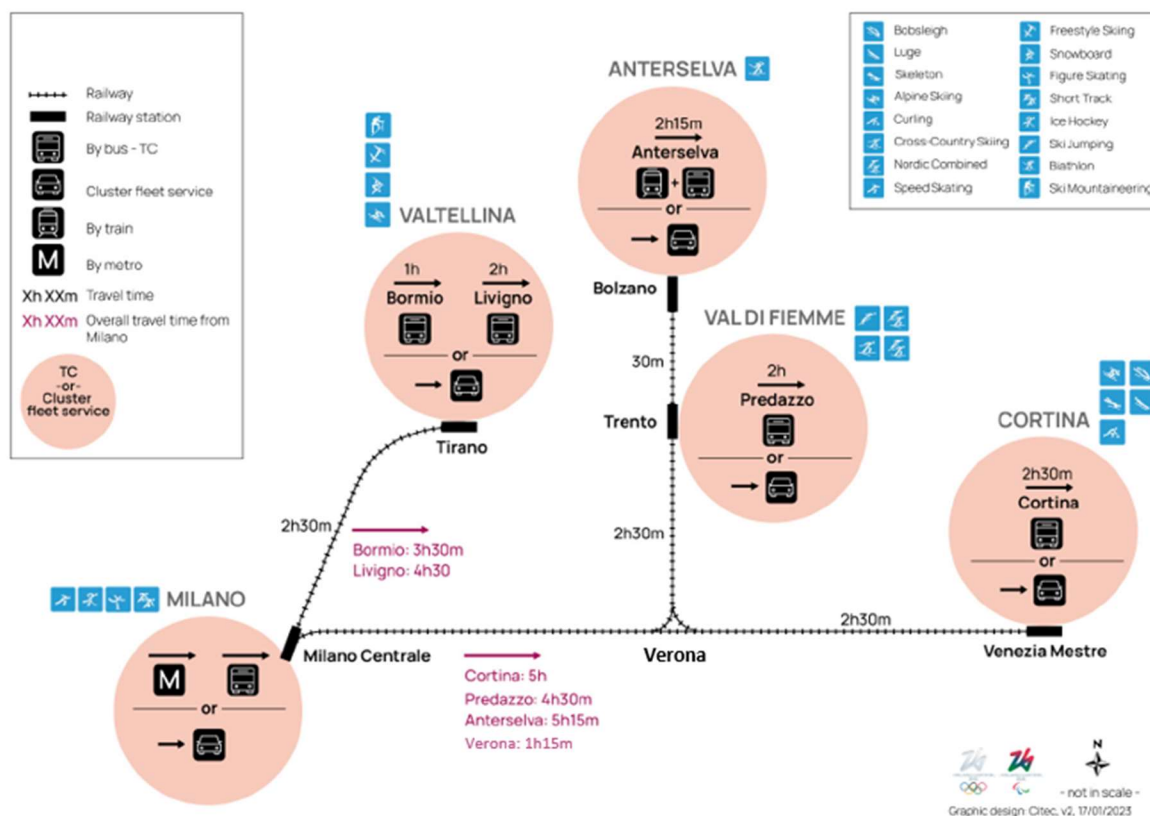 Railway
Railway station
By bus - TC
Cluster fleet service
By train
M
By metro
Xh XXm Travel time
Xh XXm Overall travel time from
Milano
TC
-or-
Cluster
fleet service
Bobsleigh
Luge
Skeleton
Alpine Skiing
Curling
Cross-Country Skiing
Nordic Combined
Speed Skating
Freestyle Skiing
Snowboard
Figure Skating
Short Track
Ice Hockey
Ski Jumping
Biathlon
Ski Mountaineering
ANTERSELVA
2h15m
Anterselva
+
or
Bolzano
VALTELLINA
1h
Bormio
2h
Livigno
or
Tirano
30m
VAL DI FIEMME
2h
Predazzo
or
Trento
CORTINA
2h30m
Cortina
or
2h30m
Bormio: 3h30m
Livigno: 4h30
2h30m
MILANO
M
or
Milano Centrale
Verona
2h30m
Venezia Mestre
Cortina: 5h
Predazzo: 4h30m
Anterselva: 5h15m
Verona: 1h15m
N
- not in scale -
Graphic design: Citec, v2, 17/01/2023